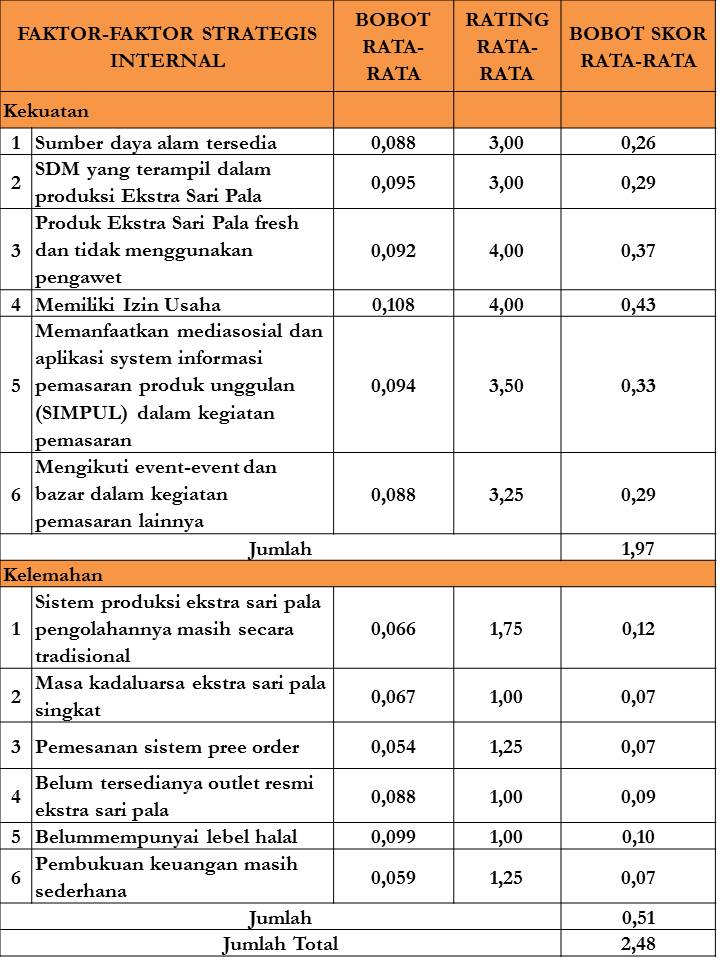 FAKTOR-FAKTOR STRATEGIS
INTERNAL
BOBOT
RATA-
RATA
RATING
RATA-
RATA
BOBOT SKOR
RATA-RATA
Kekuatan
1 Sumber daya alam tersedia 0,088 3,00 0,26
2 SDM yang terampil dalam
produksi Ekstra Sari Pala 0,095 3,00 0,29
3 Produk Ekstra Sari Pala fresh
dan tidak menggunakan
pengawet 0,092 4,00 0,37
4 Memiliki Izin Usaha 0,108 4,00 0,43
5 Memanfaatkan mediasosial dan
aplikasi system informasi
pemasaran produk unggulan
(SIMPUL) dalam kegiatan
pemasaran 0,094 3,50 0,33
6 Mengikuti event-event dan
bazar dalam kegiatan
pemasaran lainnya 0,088 3,25 0,29
Jumlah 1,97
Kelemahan
1 Sistem produksi ekstra sari pala
pengolahannya masih secara
tradisional 0,066 1,75 0,12
2 Masa kadaluarsa ekstra sari pala
singkat 0,067 1,00 0,07
3 Pemesanan sistem pree order 0,054 1,25 0,07
4 Belum tersedianya outlet resmi
ekstra sari pala 0,088 1,00 0,09
5 Belummempunyai lebel halal 0,099 1,00 0,10
6 Pembukuan keuangan masih
sederhana 0,059 1,25 0,07
Jumlah 0,51
Jumlah Total 2,48